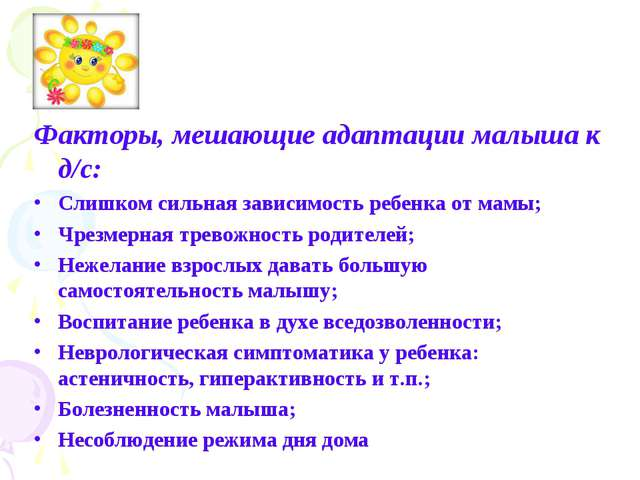 Факторы, мешающие адаптации малыша к
д/с:
• Слишком сильная зависимость ребенка от мамы;
• Чрезмерная тревожность родителей;
• Нежелание взрослых давать большую
самостоятельность малышу;
• Воспитание ребенка в духе вседозволенности;
• Неврологическая симптоматика у ребенка:
астеничность, гиперактивность и т.п.;
• Болезненность малыша;
• Несоблюдение режима дня дома